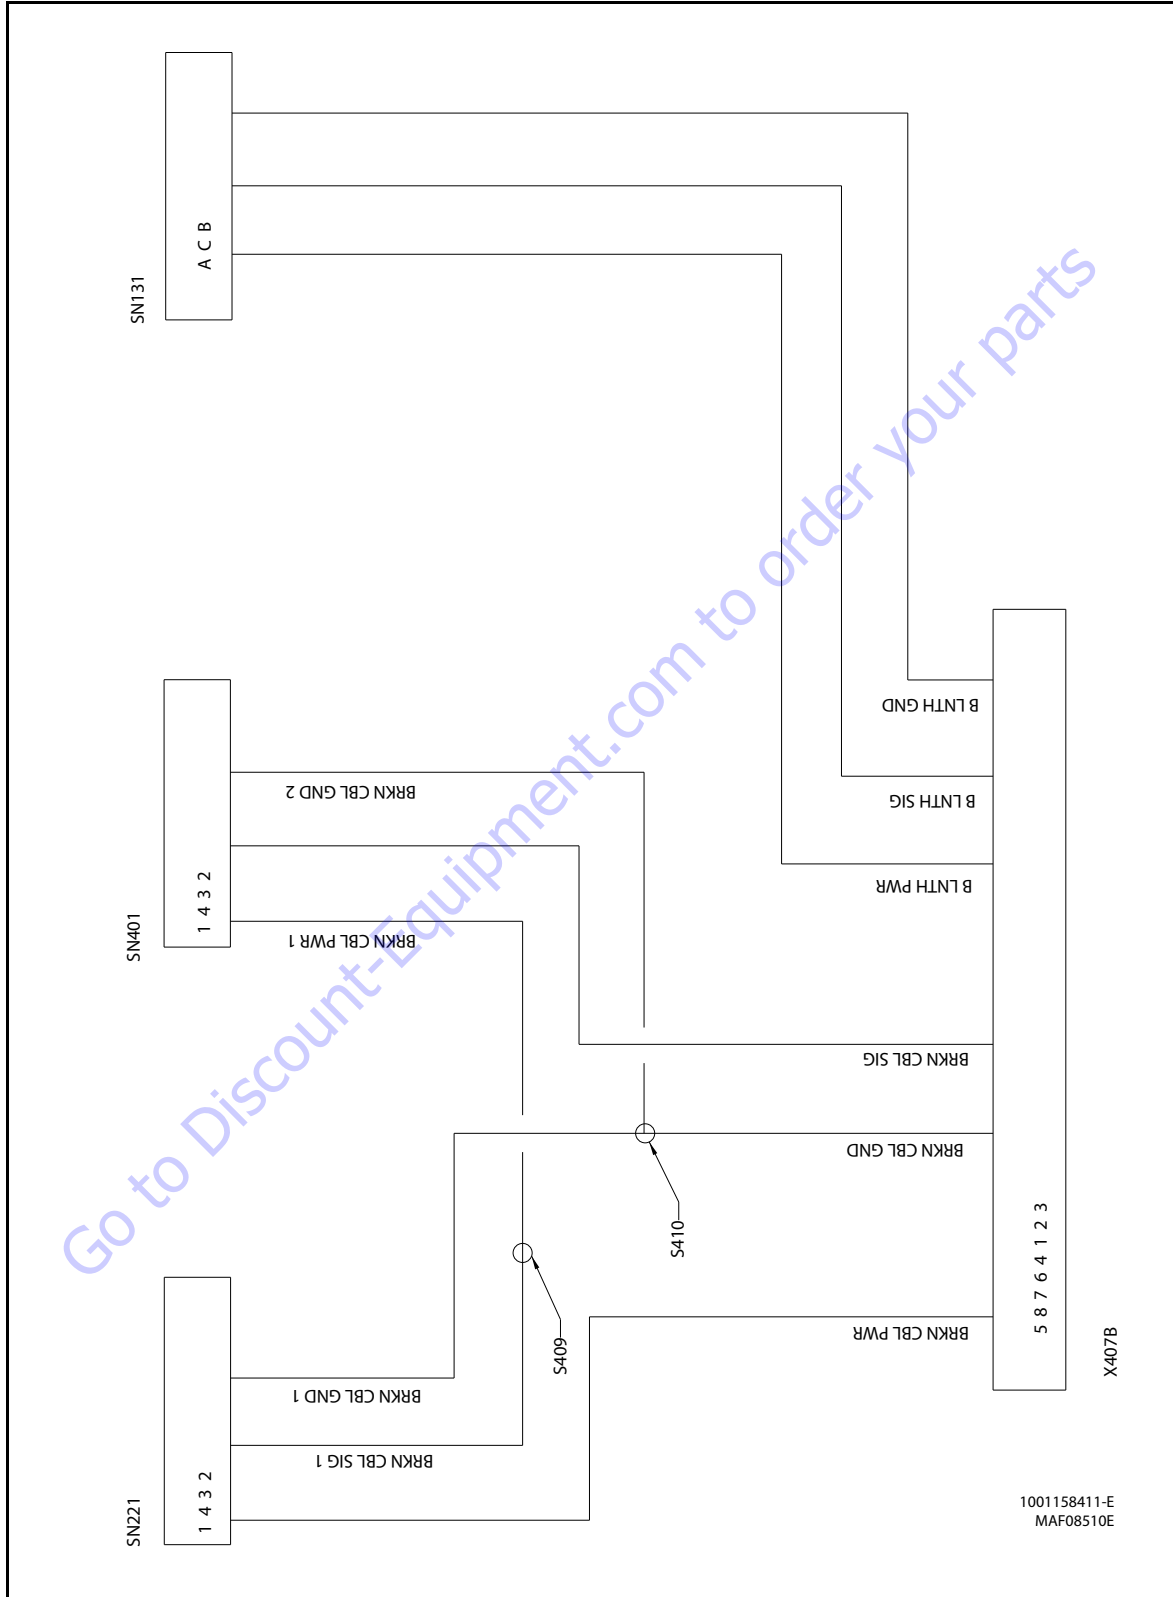 SN131
A C B
SN401
1 4 3 2
SN221
1 4 3 2
BRKN CBL GND 2
BRKN CBL PWR 1
BRKN CBL GND 1
BRKN CBL SIG 1
S409
S410
B LNTH GND
B LNTH SIG
B LNTH PWR
BRKN CBL SIG
BRKN CBL GND
BRKN CBL PWR
5 8 7 6 4 1 2 3
X407B
1001158411-E
MAF08510E
Go to Discount-Equipment.com to order your parts